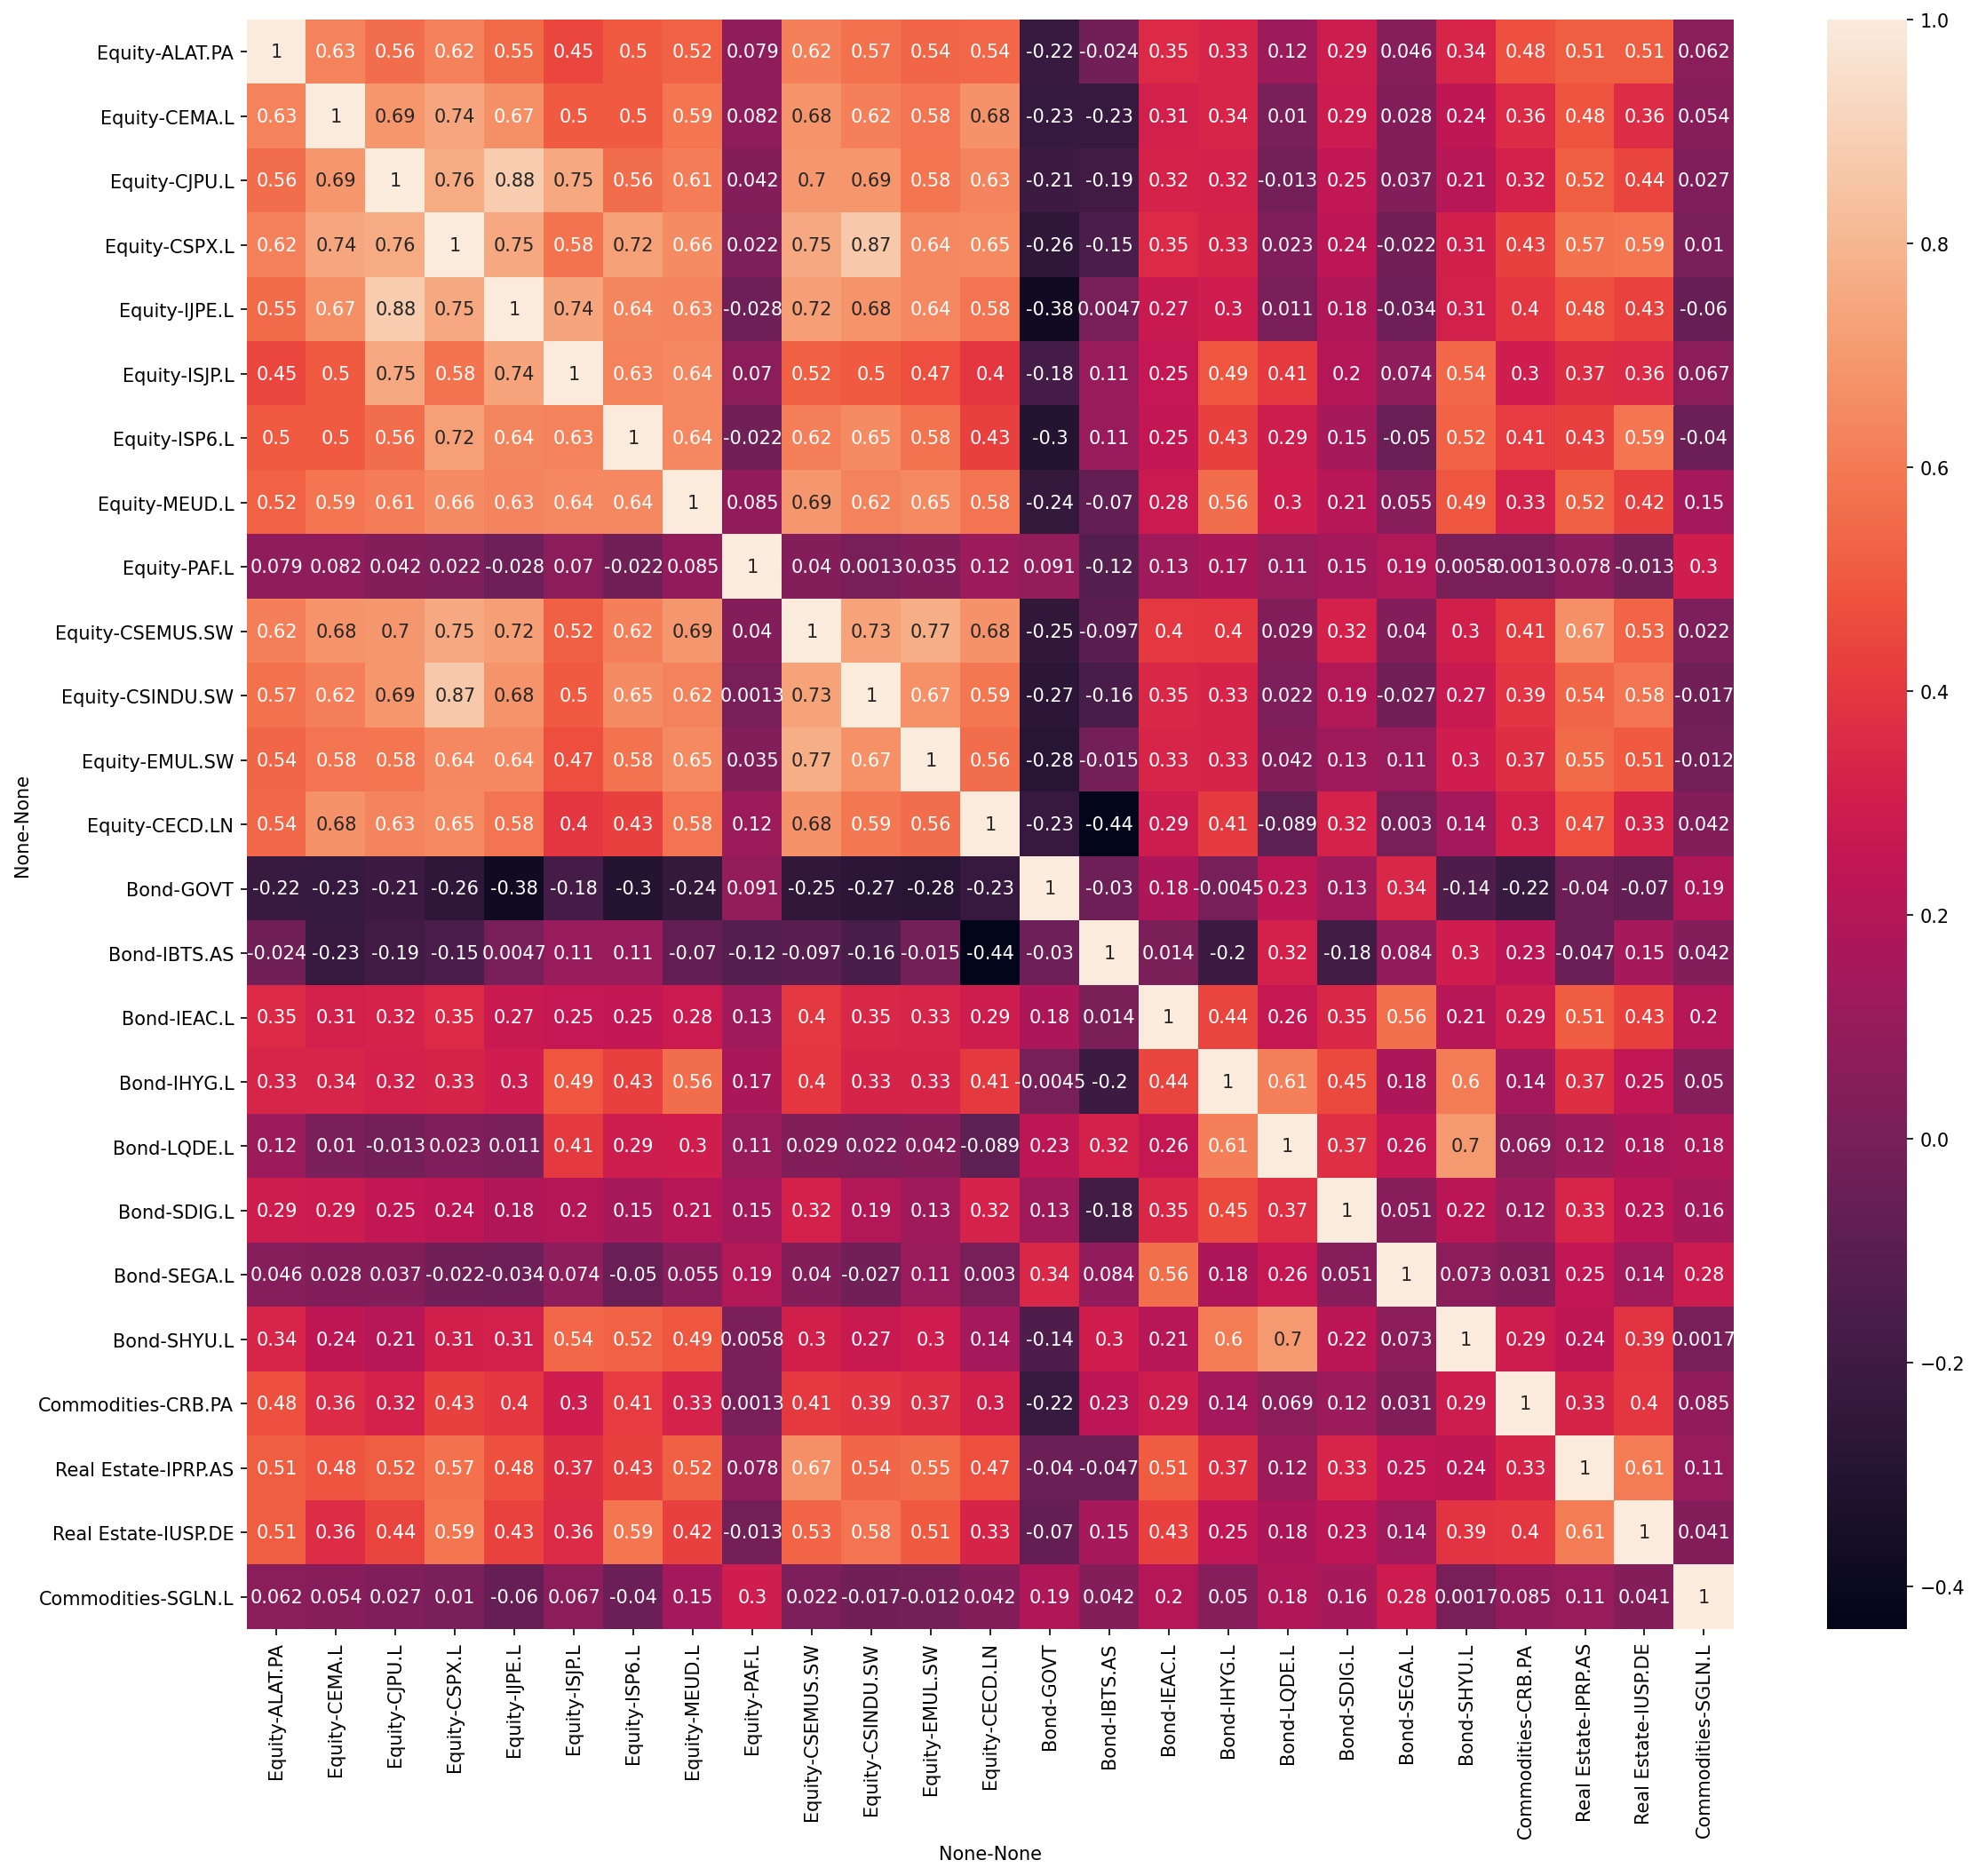 Equity-ALAT.PA 1 0.63 0.56 0.62 0.55 0.45 0.5 0.52 0.079 0.62 0.57 0.54 0.54 -0.22 -0.024 0.35 0.33 0.12 0.29 0.046 0.34 0.48 0.51 0.51 0.062
Equity-CEMA.L 0.63 1 0.69 0.74 0.67 0.5 0.5 0.59 0.082 0.68 0.62 0.58 0.68 -0.23 -0.23 0.31 0.34 0.01 0.29 0.028 0.24 0.36 0.48 0.36 0.054
Equity-CJPU.L 0.56 0.69 1 0.76 0.88 0.75 0.56 0.61 0.042 0.7 0.69 0.58 0.63 -0.21 -0.19 0.32 0.32 -0.013 0.25 0.037 0.21 0.32 0.52 0.44 0.027
Equity-CSPX.L 0.62 0.74 0.76 1 0.75 0.58 0.72 0.66 0.022 0.75 0.87 0.64 0.65 -0.26 -0.15 0.35 0.33 0.023 0.24 -0.022 0.31 0.43 0.57 0.59 0.01
Equity-IJPE.L 0.55 0.67 0.88 0.75 1 0.74 0.64 0.63 -0.028 0.72 0.68 0.64 0.58 -0.38 0.0047 0.27 0.3 0.011 0.18 -0.034 0.31 0.4 0.48 0.43 -0.06
Equity-ISJP.L 0.45 0.5 0.75 0.58 0.74 1 0.63 0.64 0.07 0.52 0.5 0.47 0.4 -0.18 0.11 0.25 0.49 0.41 0.2 0.074 0.54 0.3 0.37 0.36 0.067
Equity-ISP6.L 0.5 0.5 0.56 0.72 0.64 0.63 1 0.64 -0.022 0.62 0.65 0.58 0.43 -0.3 0.11 0.25 0.43 0.29 0.15 -0.05 0.52 0.41 0.43 0.59 -0.04
Equity-MEUD.L 0.52 0.59 0.61 0.66 0.63 0.64 0.64 1 0.085 0.69 0.62 0.65 0.58 -0.24 -0.07 0.28 0.56 0.3 0.21 0.055 0.49 0.33 0.52 0.42 0.15
Equity-PAF.L 0.079 0.082 0.042 0.022 -0.028 0.07 -0.022 0.085 1 0.04 0.0013 0.035 0.12 0.091 -0.12 0.13 0.17 0.11 0.15 0.19 0.0058 0.0013 0.078 -0.013 0.3
Equity-CSEMUS.SW 0.62 0.68 0.7 0.75 0.72 0.52 0.62 0.69 0.04 1 0.73 0.77 0.68 -0.25 -0.097 0.4 0.4 0.029 0.32 0.04 0.3 0.41 0.67 0.53 0.022
Equity-CSINDU.SW 0.57 0.62 0.69 0.87 0.68 0.5 0.65 0.62 0.0013 0.73 1 0.67 0.59 -0.27 -0.16 0.35 0.33 0.022 0.19 -0.027 0.27 0.39 0.54 0.58 -0.017
Equity-EMUL.SW 0.54 0.58 0.58 0.64 0.64 0.47 0.58 0.65 0.035 0.77 0.67 1 0.56 -0.28 -0.015 0.33 0.33 0.042 0.13 0.11 0.3 0.37 0.55 0.51 -0.012
Equity-CECD.LN 0.54 0.68 0.63 0.65 0.58 0.4 0.43 0.58 0.12 0.68 0.59 0.56 1 -0.23 -0.44 0.29 0.41 -0.089 0.32 0.003 0.14 0.3 0.47 0.33 0.042
Bond-GOVT -0.22 -0.23 -0.21 -0.26 -0.38 -0.18 -0.3 -0.24 0.091 -0.25 -0.27 -0.28 -0.23 1 -0.03 0.18 -0.0045 0.23 0.13 0.34 -0.14 -0.22 -0.04 -0.07 0.19
Bond-IBTS.AS -0.024 -0.23 -0.19 -0.15 0.0047 0.11 0.11 -0.07 -0.12 -0.097 -0.16 -0.015 -0.44 -0.03 1 0.014 -0.2 0.32 -0.18 0.084 0.3 0.23 -0.047 0.15 0.042
Bond-IEAC.L 0.35 0.31 0.32 0.35 0.27 0.25 0.25 0.28 0.13 0.4 0.35 0.33 0.29 0.18 0.014 1 0.44 0.26 0.35 0.56 0.21 0.29 0.51 0.43 0.2
Bond-IHYG.L 0.33 0.34 0.32 0.33 0.3 0.49 0.43 0.56 0.17 0.4 0.33 0.33 0.41 -0.0045 -0.2 0.44 1 0.61 0.45 0.18 0.6 0.14 0.37 0.25 0.05
Bond-LQDE.L 0.12 0.01 -0.013 0.023 0.011 0.41 0.29 0.3 0.11 0.029 0.022 0.042 -0.089 0.23 0.32 0.26 0.61 1 0.37 0.26 0.7 0.069 0.12 0.18 0.18
Bond-SDIG.L 0.29 0.29 0.25 0.24 0.18 0.2 0.15 0.21 0.15 0.32 0.19 0.13 0.32 0.13 -0.18 0.35 0.45 0.37 1 0.051 0.22 0.12 0.33 0.23 0.16
Bond-SEGA.L 0.046 0.028 0.037 -0.022 -0.034 0.074 -0.05 0.055 0.19 0.04 -0.027 0.11 0.003 0.34 0.084 0.56 0.18 0.26 0.051 1 0.073 0.031 0.25 0.14 0.28
Bond-SHYU.L 0.34 0.24 0.21 0.31 0.31 0.54 0.52 0.49 0.0058 0.3 0.27 0.3 0.14 -0.14 0.3 0.21 0.6 0.7 0.22 0.073 1 0.29 0.24 0.39 0.0017
Commodities-CRB.PA 0.48 0.36 0.32 0.43 0.4 0.3 0.41 0.33 0.0013 0.41 0.39 0.37 0.3 -0.22 0.23 0.29 0.14 0.069 0.12 0.031 0.29 1 0.33 0.4 0.085
Real Estate-IPRP.AS 0.51 0.48 0.52 0.57 0.48 0.37 0.43 0.52 0.078 0.67 0.54 0.55 0.47 -0.04 -0.047 0.51 0.37 0.12 0.33 0.25 0.24 0.33 1 0.61 0.11
Real Estate-IUSP.DE 0.51 0.36 0.44 0.59 0.43 0.36 0.59 0.42 -0.013 0.53 0.58 0.51 0.33 -0.07 0.15 0.43 0.25 0.18 0.23 0.14 0.39 0.4 0.61 1 0.041
Commodities-SGLN.L 0.062 0.054 0.027 0.01 -0.06 0.067 -0.04 0.15 0.3 0.022 -0.017 -0.012 0.042 0.19 0.042 0.2 0.05 0.18 0.16 0.28 0.0017 0.085 0.11 0.041 1
None-None
Equity-ALAT.PA
Equity-CEMA.L
Equity-CJPU.L
Equity-CSPX.L
Equity-IJPE.L
Equity-ISJP.L
Equity-ISP6.L
Equity-MEUD.L
Equity-PAF.L
Equity-CSEMUS.SW
Equity-CSINDU.SW
Equity-EMUL.SW
Equity-CECD.LN
Bond-GOVT
Bond-IBTS.AS
Bond-IEAC.L
Bond-IHYG.L
Bond-LQDE.L
Bond-SDIG.L
Bond-SEGA.L
Bond-SHYU.L
Commodities-CRB.PA
Real Estate-IPRP.AS
Real Estate-IUSP.DE
Commodities-SGLN.L
None-None
1.0
0.8
0.6
0.4
0.2
0.0
−0.2
−0.4